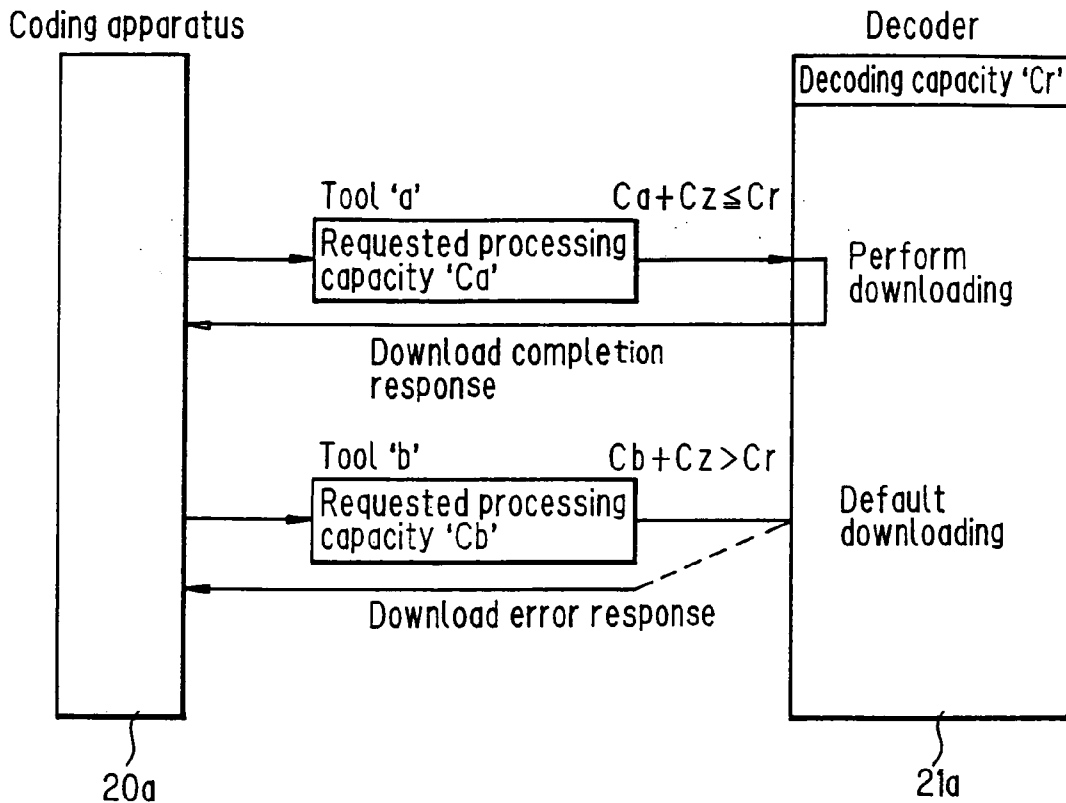 Coding apparatus
Decoder
Decoding capacity ‘Cr’
Tool ‘a’
Ca+Cz≦Cr
Requested processing
capacity ‘Ca’
Perform
downloading
Download completion
response
Tool ‘b’
Cb+Cz>Cr
Requested processing
capacity ‘Cb’
Default
downloading
Download error response
20a
21a